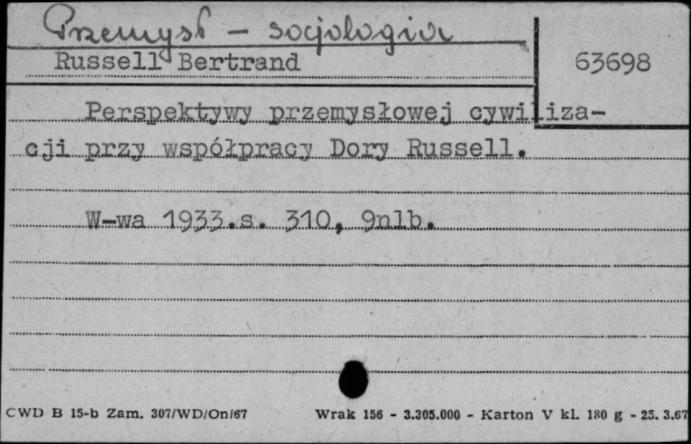 Przemysł - socjologia
Russell Bertrand
63698
Perspektywy przemysłowej cywiliza-
cji przy współpracy Dory Russell.
W-wa 1933.s. 310, 9nlb.
CWD B 15-b Zam. 307/WD/On/67
Wrak 156 - 3.305.000 - Karton V kl. 180 g - 25. 3.67